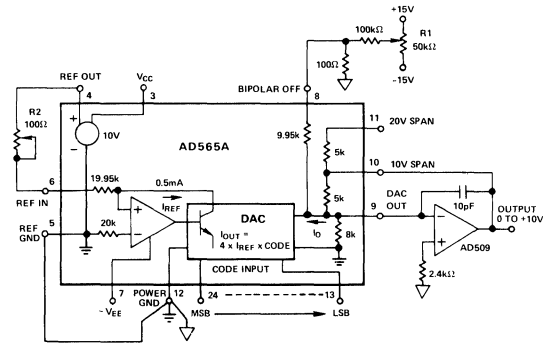 +15V
100kΩ
R1
50kΩ
100Ω
-15V
REF OUT
4
VCC
3
BIPOLAR OFF
8
R2
100Ω
+
10V
-
AD565A
9.95k
11
20V SPAN
5k
10
10V SPAN
6
19.95k
0.5mA
5k
REF IN
IREF
DAC
IOUT =
4 x IREF x CODE
IO
9
DAC
OUT
10pF
OUTPUT
0 TO +10V
REF
GND
5
20k
+
-
8k
-
+
AD509
CODE INPUT
2.4kΩ
7
-VEE
POWER
GND
12
24
MSB
13
LSB